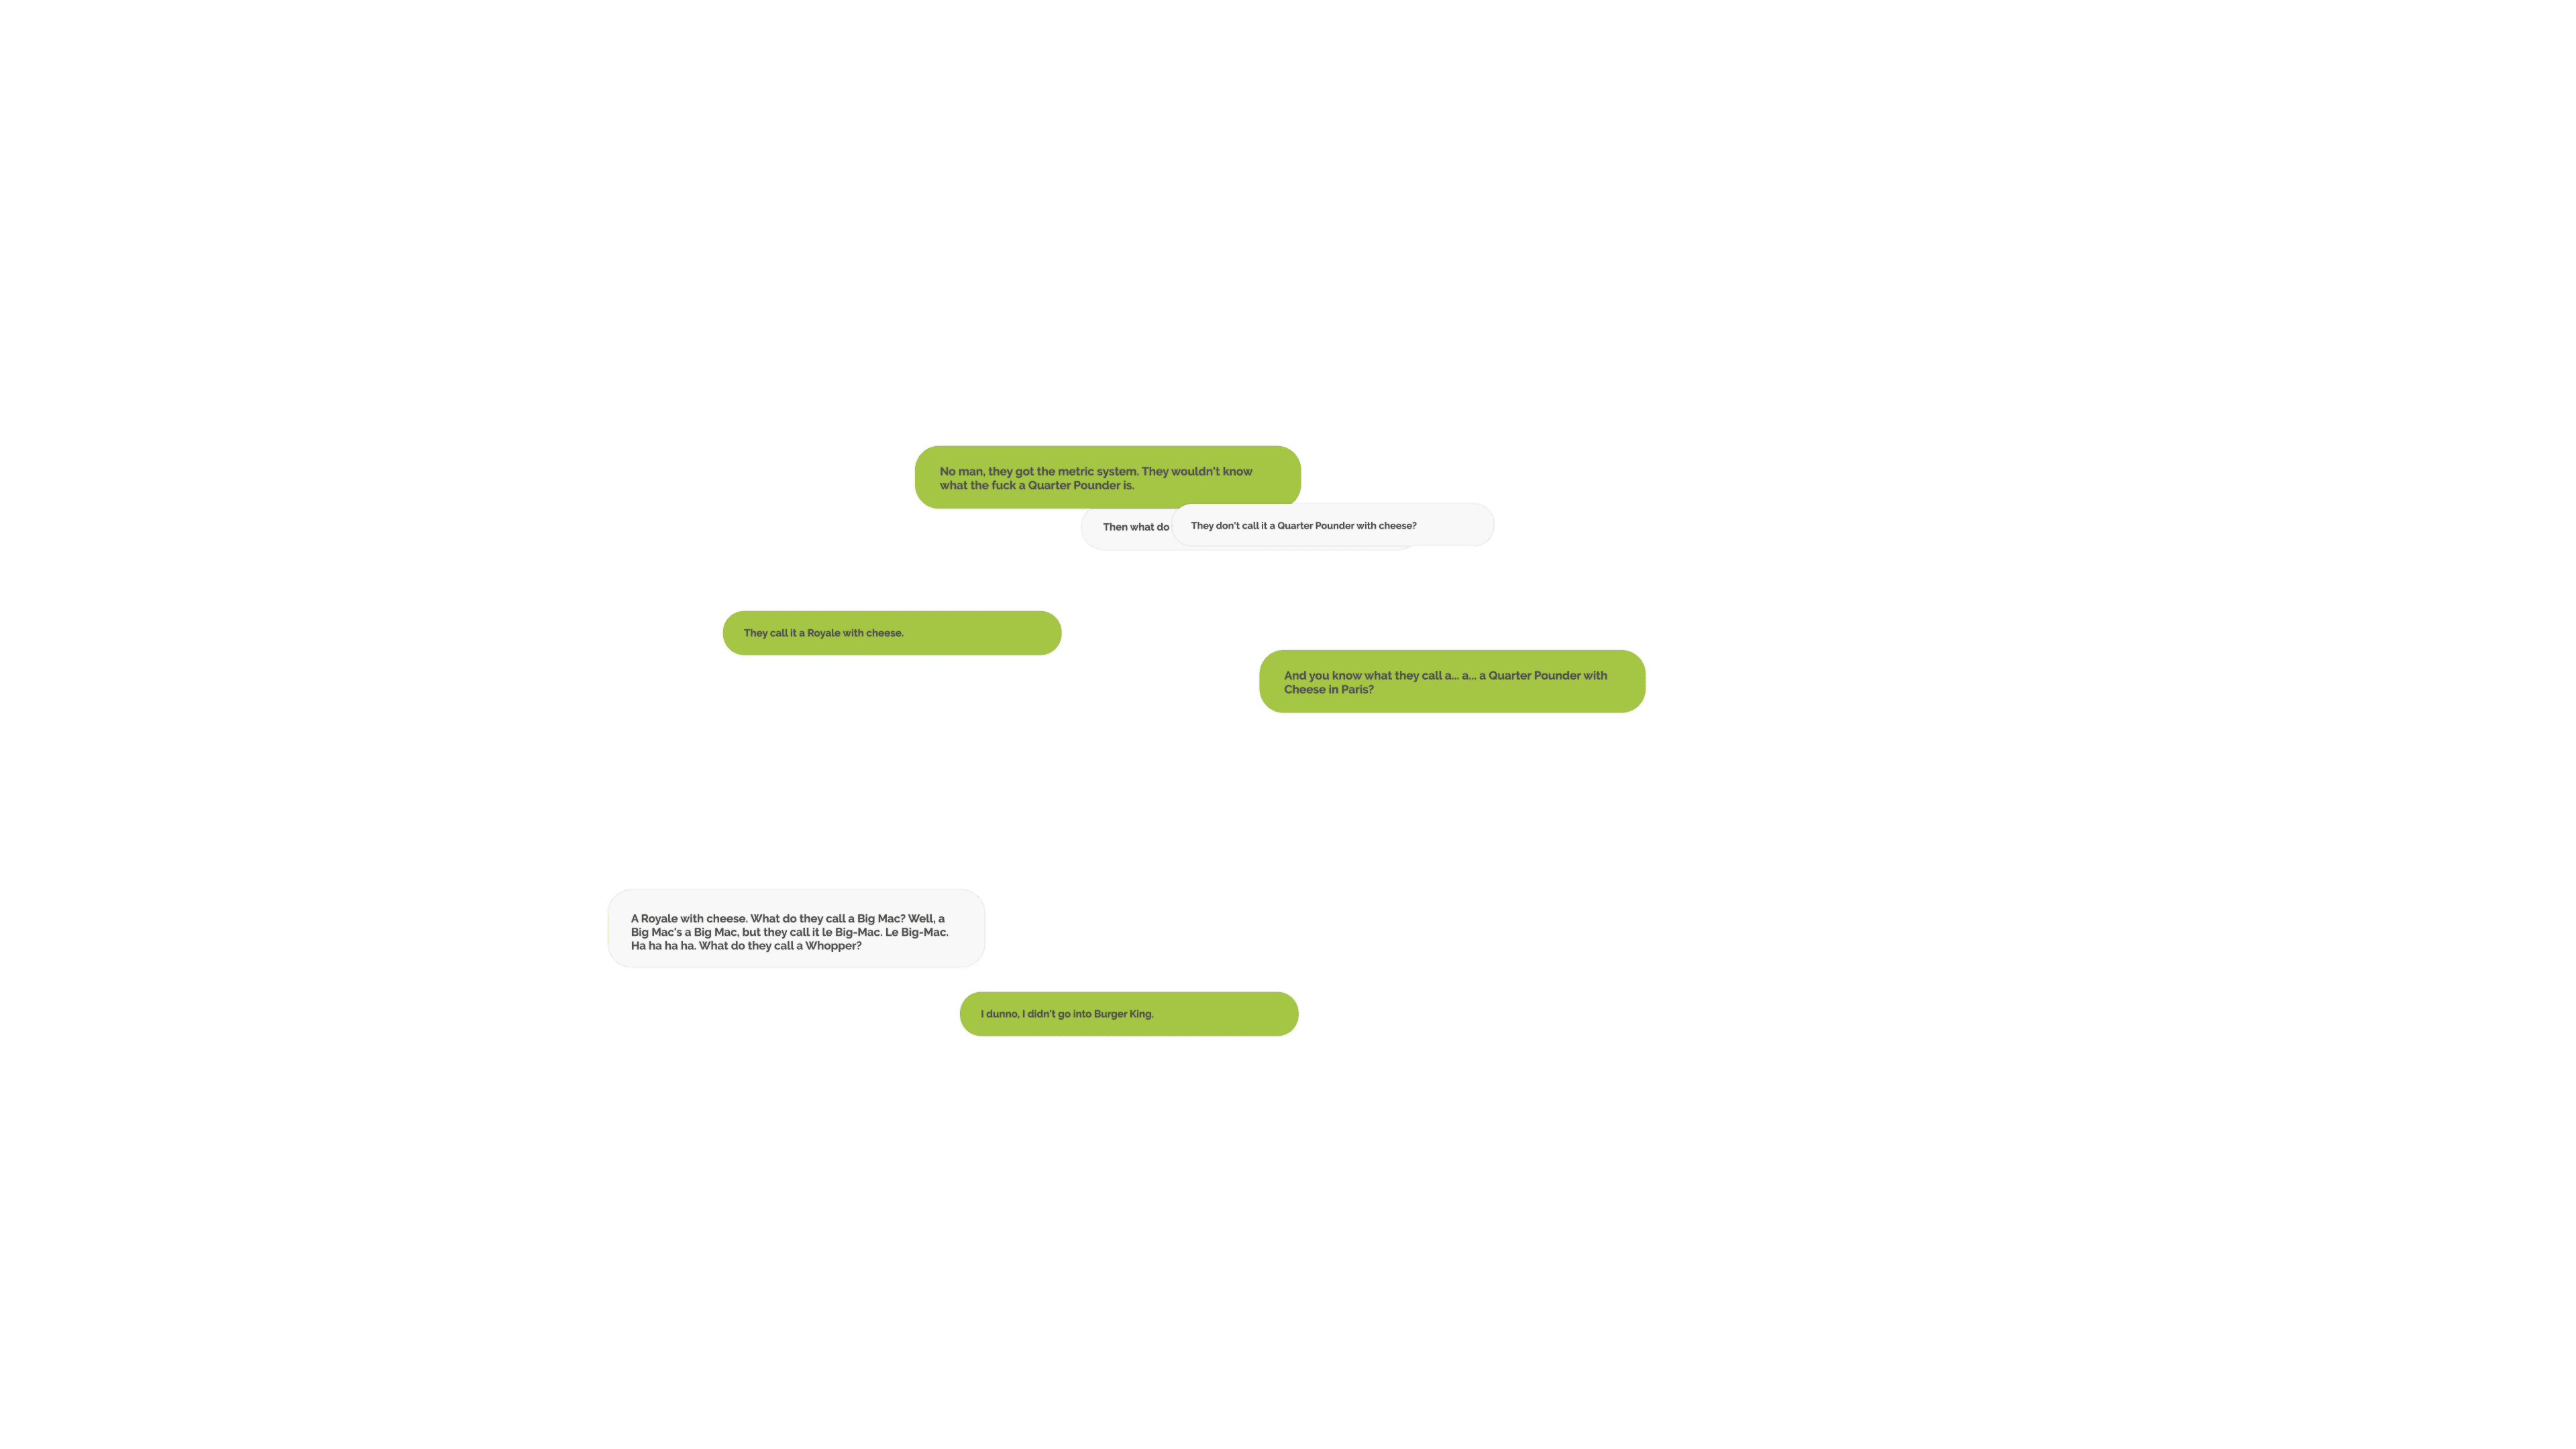 No man, they got the metric system. They wouldn't know
what the fuck a Quarter Pounder is.
Then what do
They don't call it a Quarter Pounder with cheese?
They call it a Royale with cheese.
And you know what they call a... a... a Quarter Pounder with
Cheese in Paris?
A Royale with cheese. What do they call a Big Mac? Well, a
Big Mac's a Big Mac, but they call it le Big-Mac. Le Big-Mac.
Ha ha ha ha. What do they call a Whopper?
I dunno, I didn't go into Burger King.